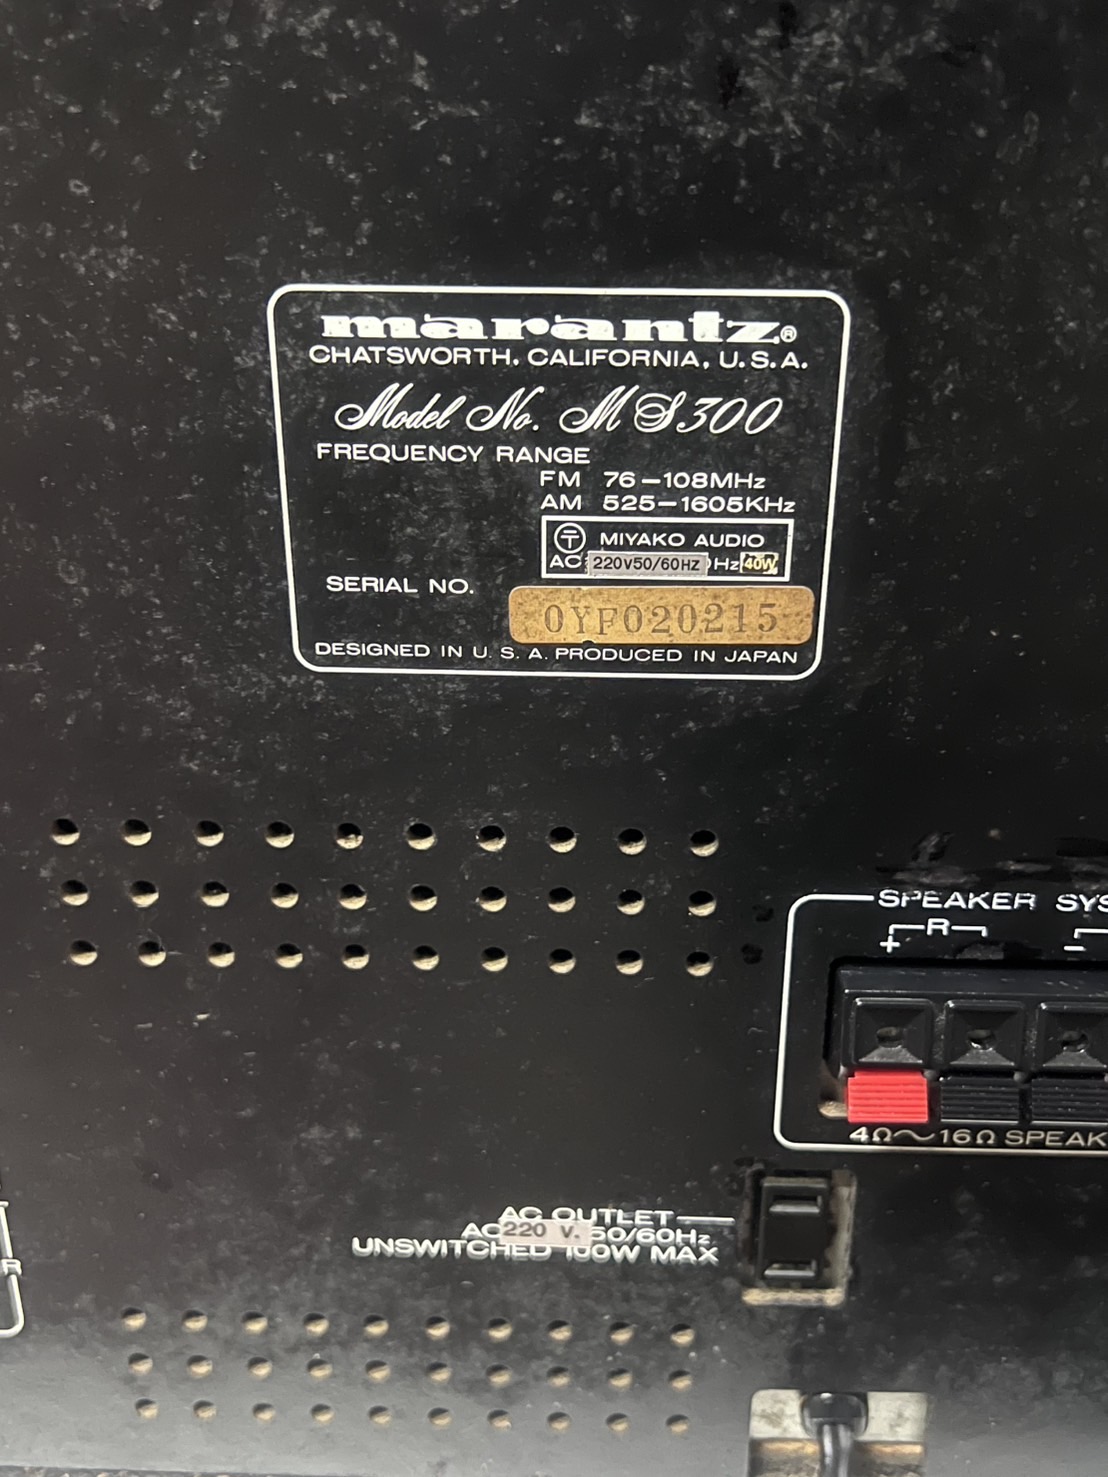 marantz®
CHATSWORTH, CALIFORNIA, U.S.A.
Model No. MS300
FREQUENCY RANGE
FM 76–108MHz
AM 525–1605KHz
T MIYAKO AUDIO
AC 220V50/60HZ Hz 40W
SERIAL NO. 0YF020215
DESIGNED IN U.S.A. PRODUCED IN JAPAN
SPEAKER SYS
R
+ −
4Ω～16Ω SPEAK
AC OUTLET
AC 220 V. 50/60Hz
UNSWITCHED 100W MAX
R